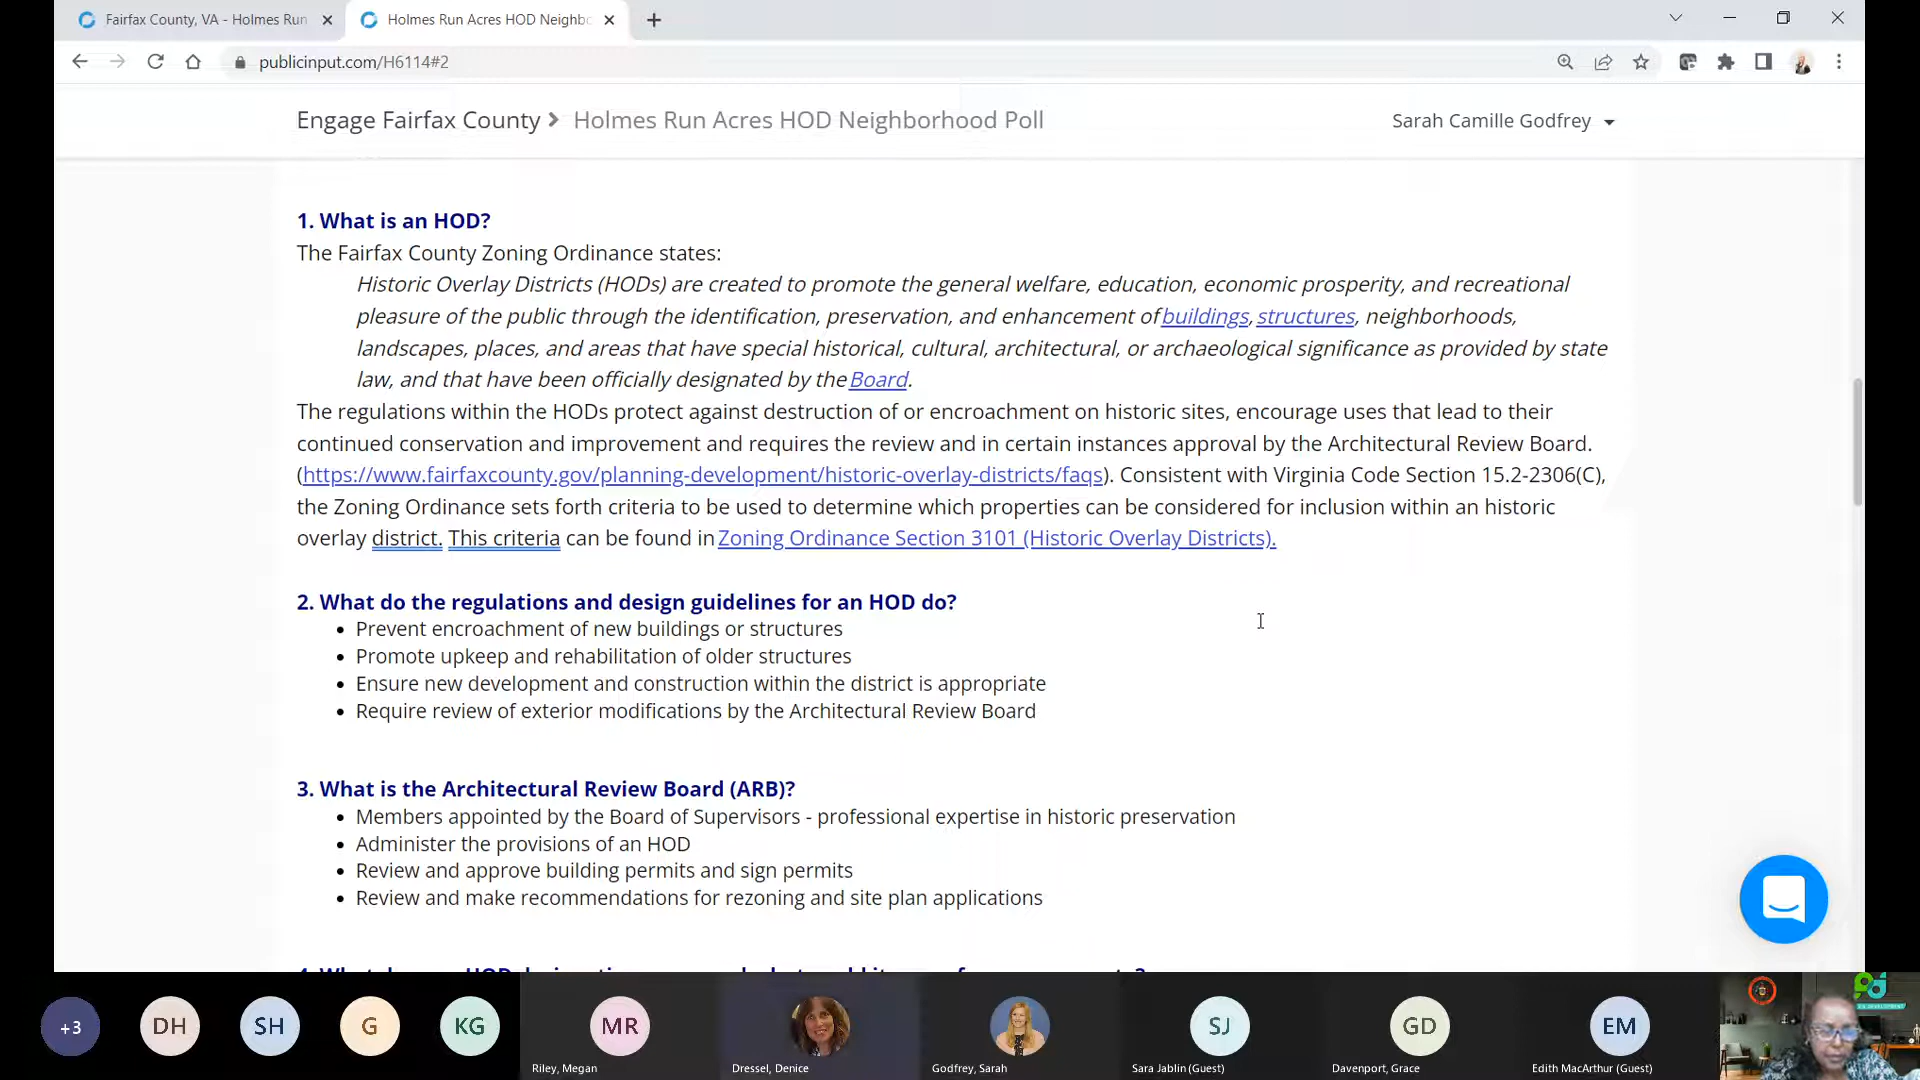 Fairfax County, VA - Holmes Run
Holmes Run Acres HOD Neighbo
publicinput.com/H6114#2
Engage Fairfax County > Holmes Run Acres HOD Neighborhood Poll
Sarah Camille Godfrey
1. What is an HOD?
The Fairfax County Zoning Ordinance states:
Historic Overlay Districts (HODs) are created to promote the general welfare, education, economic prosperity, and recreational
pleasure of the public through the identification, preservation, and enhancement of buildings, structures, neighborhoods,
landscapes, places, and areas that have special historical, cultural, architectural, or archaeological significance as provided by state
law, and that have been officially designated by the Board.
The regulations within the HODs protect against destruction of or encroachment on historic sites, encourage uses that lead to their
continued conservation and improvement and requires the review and in certain instances approval by the Architectural Review Board.
(https://www.fairfaxcounty.gov/planning-development/historic-overlay-districts/faqs). Consistent with Virginia Code Section 15.2-2306(C),
the Zoning Ordinance sets forth criteria to be used to determine which properties can be considered for inclusion within an historic
overlay district. This criteria can be found in Zoning Ordinance Section 3101 (Historic Overlay Districts).
2. What do the regulations and design guidelines for an HOD do?
• Prevent encroachment of new buildings or structures
• Promote upkeep and rehabilitation of older structures
• Ensure new development and construction within the district is appropriate
• Require review of exterior modifications by the Architectural Review Board
3. What is the Architectural Review Board (ARB)?
• Members appointed by the Board of Supervisors - professional expertise in historic preservation
• Administer the provisions of an HOD
• Review and approve building permits and sign permits
• Review and make recommendations for rezoning and site plan applications
+3
DH
SH
G
KG
MR
SJ
GD
EM
Riley, Megan
Dressel, Denice
Godfrey, Sarah
Sara Jablin (Guest)
Davenport, Grace
Edith MacArthur (Guest)